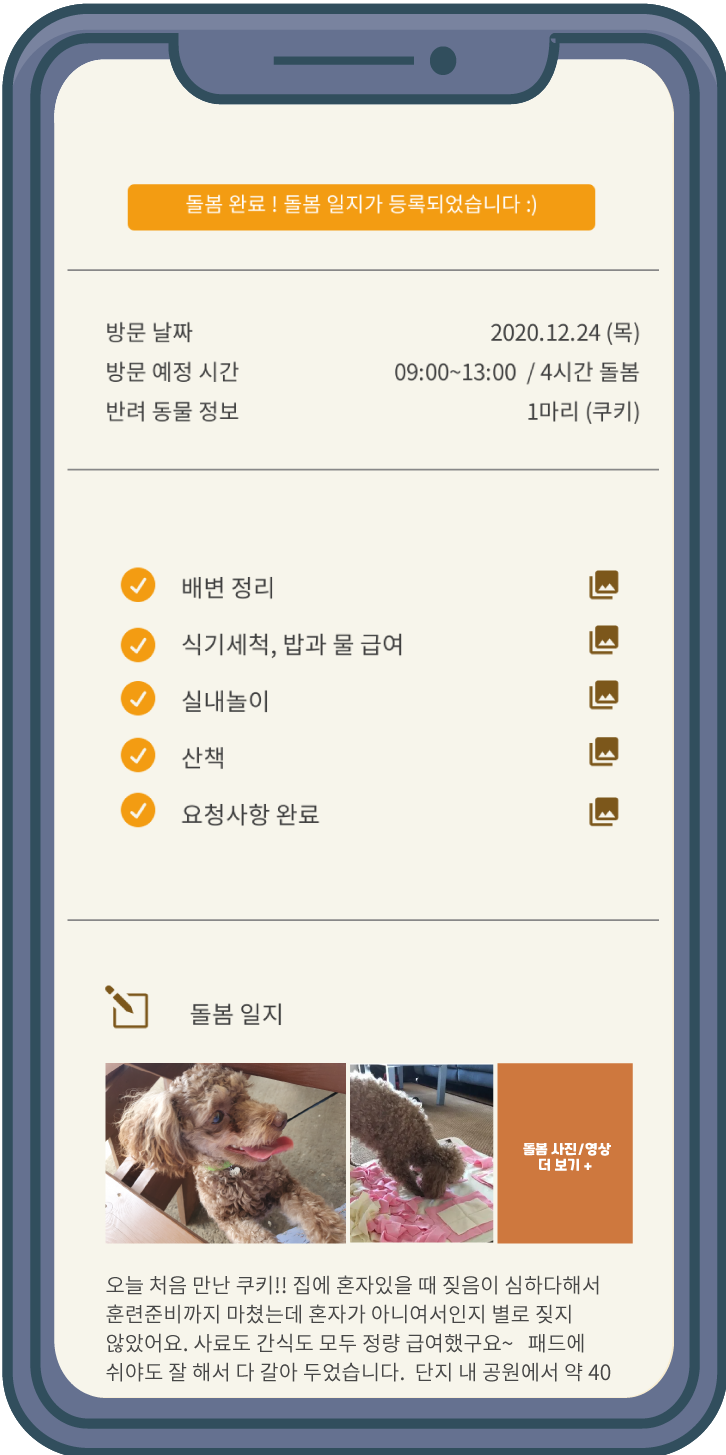 돌봄 완료 ! 돌봄 일지가 등록되었습니다 :)
방문 날짜 2020.12.24 (목)
방문 예정 시간 09:00~13:00 / 4시간 돌봄
반려 동물 정보 1마리 (쿠키)
배변 정리
식기세척, 밥과 물 급여
실내놀이
산책
요청사항 완료
돌봄 일지
돌봄 사진/영상
더 보기 +
오늘 처음 만난 쿠키!! 집에 혼자있을 때 짖음이 심하다해서
훈련준비까지 마쳤는데 혼자가 아니여서인지 별로 짖지
않았어요. 사료도 간식도 모두 정량 급여했구요~ 패드에
쉬야도 잘 해서 다 갈아 두었습니다. 단지 내 공원에서 약 40